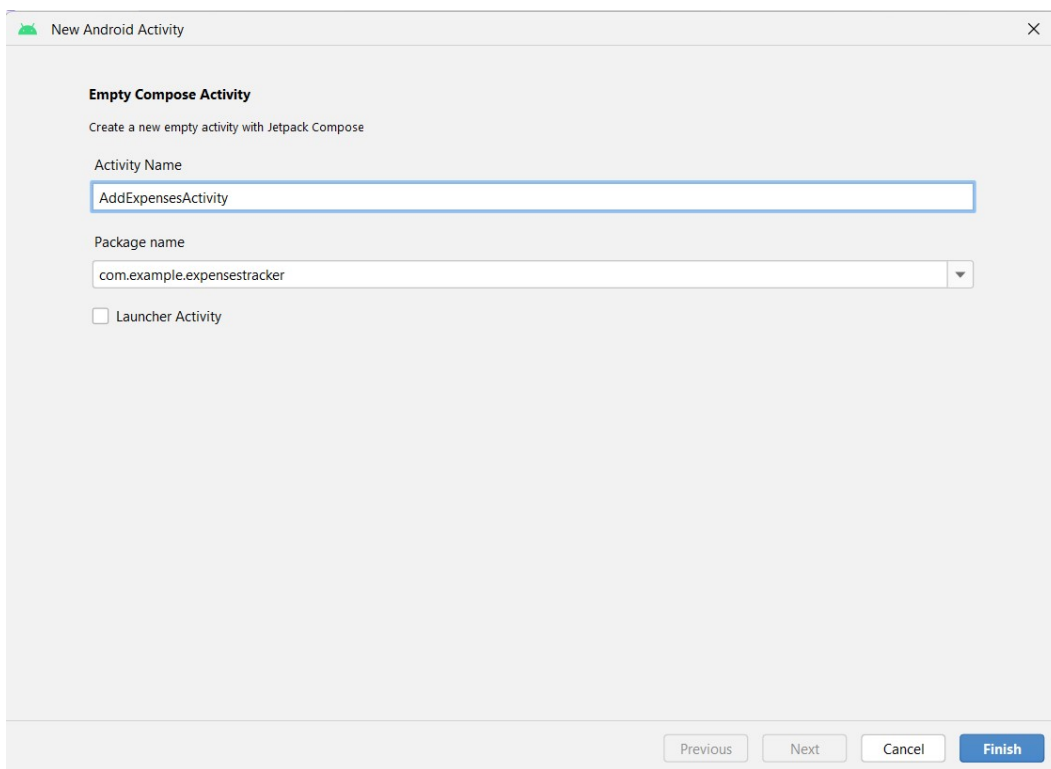 New Android Activity
Empty Compose Activity
Create a new empty activity with Jetpack Compose
Activity Name
AddExpensesActivity
Package name
com.example.expensestracker
Launcher Activity
Previous Next Cancel Finish